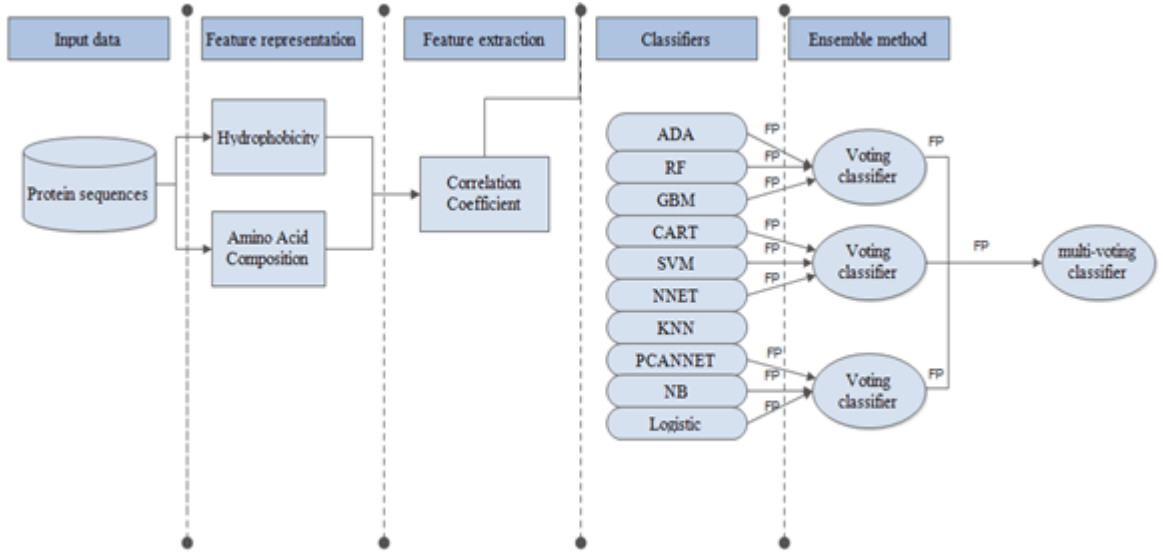 Input data
Feature representation
Feature extraction
Classifiers
Ensemble method
Protein sequences
Hydrophobicity
Amino Acid
Composition
Correlation
Coefficient
ADA
RF
GBM
CART
SVM
NNET
KNN
PCANNET
NB
Logistic
FP
FP
FP
FP
FP
FP
FP
FP
FP
Voting
classifier
Voting
classifier
Voting
classifier
FP
FP
FP
multi-voting
classifier